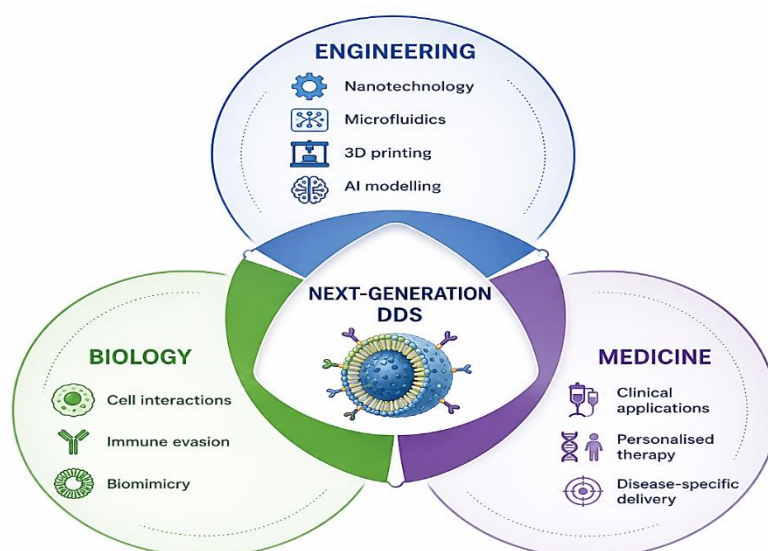 ENGINEERING
Nanotechnology
Microfluidics
3D printing
AI modelling
NEXT-GENERATION
DDS
BIOLOGY
Cell interactions
Immune evasion
Biomimicry
MEDICINE
Clinical
applications
Personalised
therapy
Disease-specific
delivery